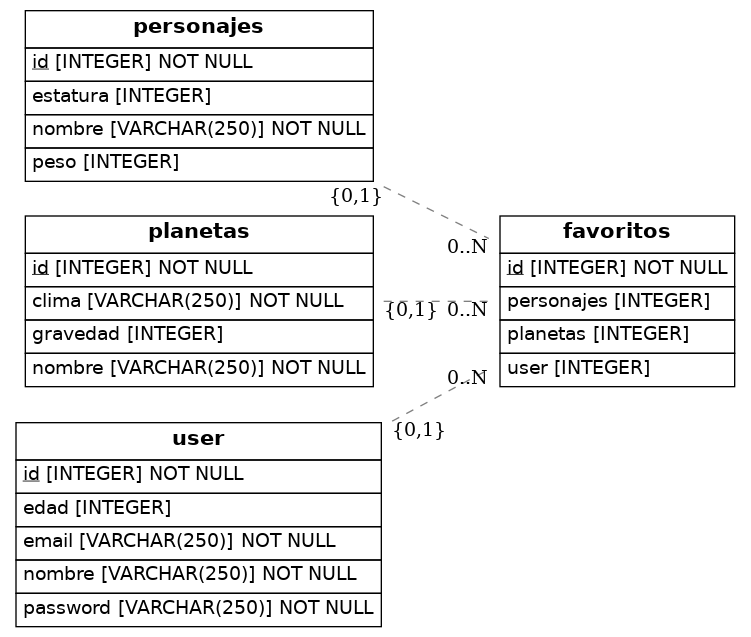 personajes
id [INTEGER] NOT NULL
estatura [INTEGER]
nombre [VARCHAR(250)] NOT NULL
peso [INTEGER]
{0,1}
0..N
planetas
id [INTEGER] NOT NULL
clima [VARCHAR(250)] NOT NULL
gravedad [INTEGER]
nombre [VARCHAR(250)] NOT NULL
{0,1}
0..N
favoritos
id [INTEGER] NOT NULL
personajes [INTEGER]
planetas [INTEGER]
user [INTEGER]
0..N
{0,1}
user
id [INTEGER] NOT NULL
edad [INTEGER]
email [VARCHAR(250)] NOT NULL
nombre [VARCHAR(250)] NOT NULL
password [VARCHAR(250)] NOT NULL